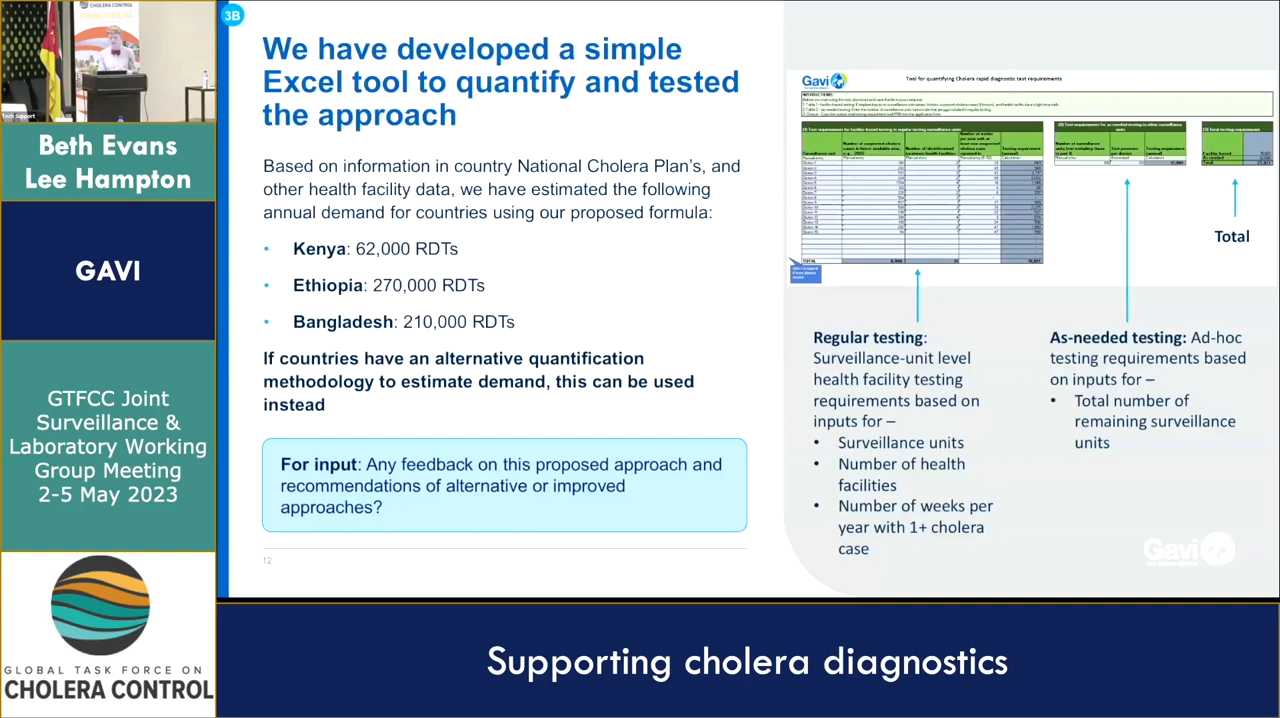 CHOLERA CONTROL
Tech Support
Beth Evans
Lee Hampton
GAVI
GTFCC Joint
Surveillance &
Laboratory Working
Group Meeting
2-5 May 2023
GLOBAL TASK FORCE ON
CHOLERA CONTROL
3B
We have developed a simple
Excel tool to quantify and tested
the approach
Based on information in country National Cholera Plan's, and
other health facility data, we have estimated the following
annual demand for countries using our proposed formula:
• Kenya: 62,000 RDTs
• Ethiopia: 270,000 RDTs
• Bangladesh: 210,000 RDTs
If countries have an alternative quantification
methodology to estimate demand, this can be used
instead
For input: Any feedback on this proposed approach and
recommendations of alternative or improved
approaches?
12
Gavi
Tool for quantifying Cholera rapid diagnostic test requirements
INSTRUCTIONS
TOTAL
Total
Regular testing:
Surveillance-unit level
health facility testing
requirements based on
inputs for –
• Surveillance units
• Number of health
facilities
• Number of weeks per
year with 1+ cholera
case
As-needed testing: Ad-hoc
testing requirements based
on inputs for –
• Total number of
remaining surveillance
units
Gavi
Supporting cholera diagnostics